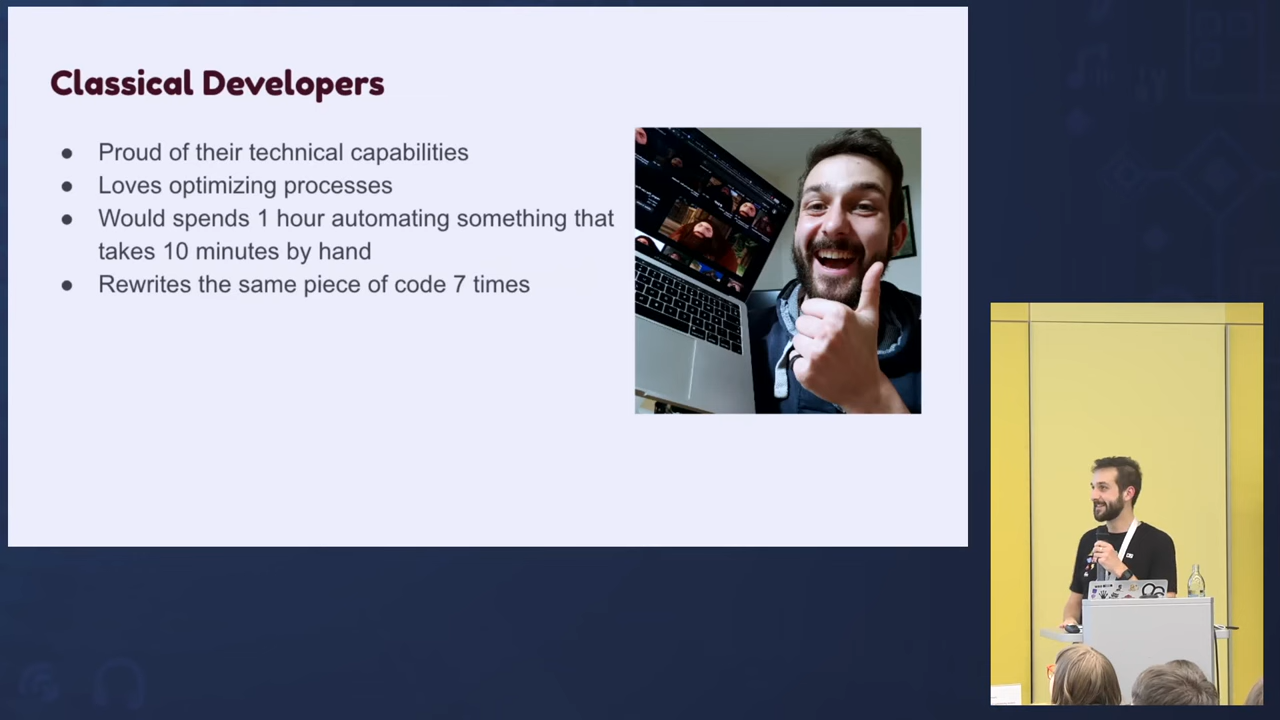 Classical Developers
● Proud of their technical capabilities
● Loves optimizing processes
● Would spends 1 hour automating something that
takes 10 minutes by hand
● Rewrites the same piece of code 7 times